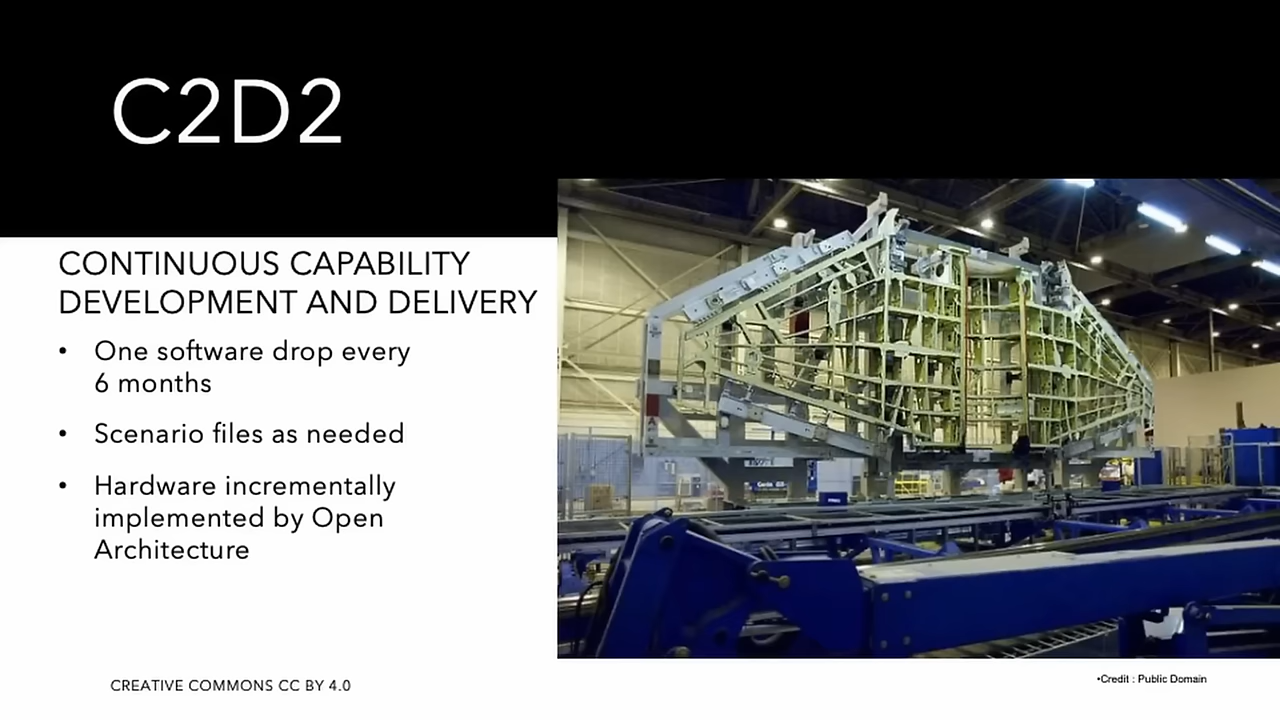 C2D2
CONTINUOUS CAPABILITY
DEVELOPMENT AND DELIVERY
• One software drop every
6 months
• Scenario files as needed
• Hardware incrementally
implemented by Open
Architecture
CREATIVE COMMONS CC BY 4.0
•Credit : Public Domain